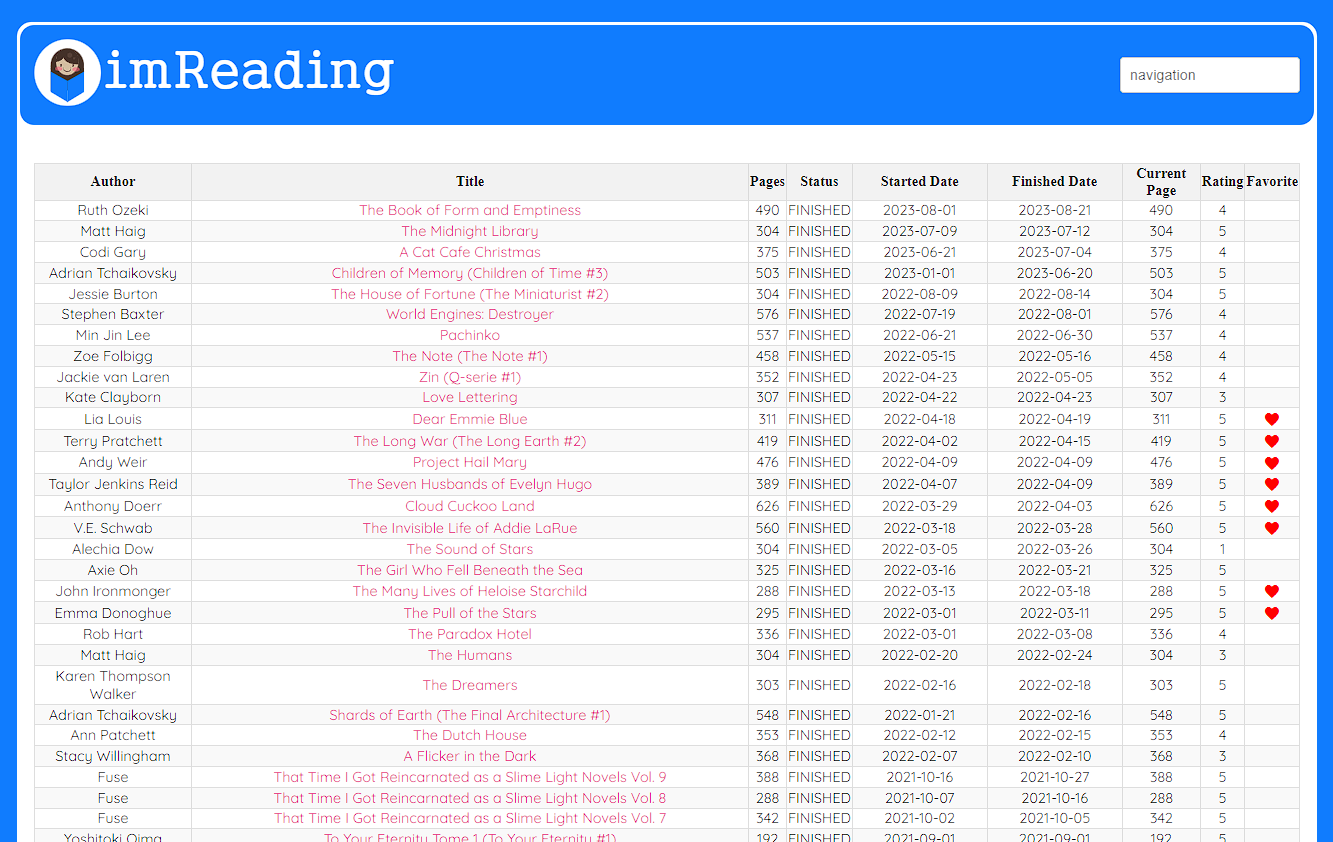 imReading
navigation
Author Title Pages Status Started Date Finished Date Current Page Rating Favorite
Ruth Ozeki The Book of Form and Emptiness 490 FINISHED 2023-08-01 2023-08-21 490 4
Matt Haig The Midnight Library 304 FINISHED 2023-07-09 2023-07-12 304 5
Codi Gary A Cat Cafe Christmas 375 FINISHED 2023-06-21 2023-07-04 375 4
Adrian Tchaikovsky Children of Memory (Children of Time #3) 503 FINISHED 2023-01-01 2023-06-20 503 5
Jessie Burton The House of Fortune (The Miniaturist #2) 304 FINISHED 2022-08-09 2022-08-14 304 5
Stephen Baxter World Engines: Destroyer 576 FINISHED 2022-07-19 2022-08-01 576 4
Min Jin Lee Pachinko 537 FINISHED 2022-06-21 2022-06-30 537 4
Zoe Folbigg The Note (The Note #1) 458 FINISHED 2022-05-15 2022-05-16 458 4
Jackie van Laren Zin (Q-serie #1) 352 FINISHED 2022-04-23 2022-05-05 352 4
Kate Clayborn Love Lettering 307 FINISHED 2022-04-22 2022-04-23 307 3
Lia Louis Dear Emmie Blue 311 FINISHED 2022-04-18 2022-04-19 311 5
Terry Pratchett The Long War (The Long Earth #2) 419 FINISHED 2022-04-02 2022-04-15 419 5
Andy Weir Project Hail Mary 476 FINISHED 2022-04-09 2022-04-09 476 5
Taylor Jenkins Reid The Seven Husbands of Evelyn Hugo 389 FINISHED 2022-04-07 2022-04-09 389 5
Anthony Doerr Cloud Cuckoo Land 626 FINISHED 2022-03-29 2022-04-03 626 5
V.E. Schwab The Invisible Life of Addie LaRue 560 FINISHED 2022-03-18 2022-03-28 560 5
Alechia Dow The Sound of Stars 304 FINISHED 2022-03-05 2022-03-26 304 1
Axie Oh The Girl Who Fell Beneath the Sea 325 FINISHED 2022-03-16 2022-03-21 325 5
John Ironmonger The Many Lives of Heloise Starchild 288 FINISHED 2022-03-13 2022-03-18 288 5
Emma Donoghue The Pull of the Stars 295 FINISHED 2022-03-01 2022-03-11 295 5
Rob Hart The Paradox Hotel 336 FINISHED 2022-03-01 2022-03-08 336 4
Matt Haig The Humans 304 FINISHED 2022-02-20 2022-02-24 304 3
Karen Thompson Walker The Dreamers 303 FINISHED 2022-02-16 2022-02-18 303 5
Adrian Tchaikovsky Shards of Earth (The Final Architecture #1) 548 FINISHED 2022-01-21 2022-02-16 548 5
Ann Patchett The Dutch House 353 FINISHED 2022-02-12 2022-02-15 353 4
Stacy Willingham A Flicker in the Dark 368 FINISHED 2022-02-07 2022-02-10 368 3
Fuse That Time I Got Reincarnated as a Slime Light Novels Vol. 9 388 FINISHED 2021-10-16 2021-10-27 388 5
Fuse That Time I Got Reincarnated as a Slime Light Novels Vol. 8 288 FINISHED 2021-10-07 2021-10-16 288 5
Fuse That Time I Got Reincarnated as a Slime Light Novels Vol. 7 342 FINISHED 2021-10-02 2021-10-05 342 5
Yoshitoki Oima To Your Eternity Tome 1 (To Your Eternity #1) 192 FINISHED 2021-09-01 2021-09-01 192 5